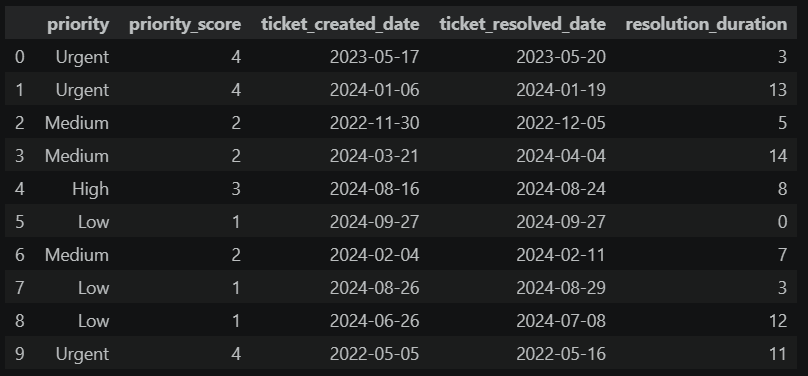 priority priority_score ticket_created_date ticket_resolved_date resolution_duration
0 Urgent 4 2023-05-17 2023-05-20 3
1 Urgent 4 2024-01-06 2024-01-19 13
2 Medium 2 2022-11-30 2022-12-05 5
3 Medium 2 2024-03-21 2024-04-04 14
4 High 3 2024-08-16 2024-08-24 8
5 Low 1 2024-09-27 2024-09-27 0
6 Medium 2 2024-02-04 2024-02-11 7
7 Low 1 2024-08-26 2024-08-29 3
8 Low 1 2024-06-26 2024-07-08 12
9 Urgent 4 2022-05-05 2022-05-16 11